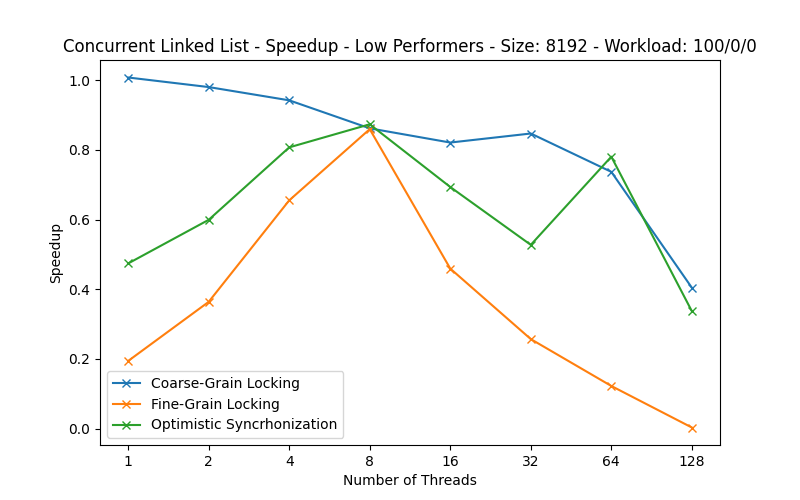 Concurrent Linked List - Speedup - Low Performers - Size: 8192 - Workload: 100/0/0
1.0
0.8
0.6
0.4
0.2
0.0
Speedup
Coarse-Grain Locking
Fine-Grain Locking
Optimistic Syncrhonization
1 2 4 8 16 32 64 128
Number of Threads